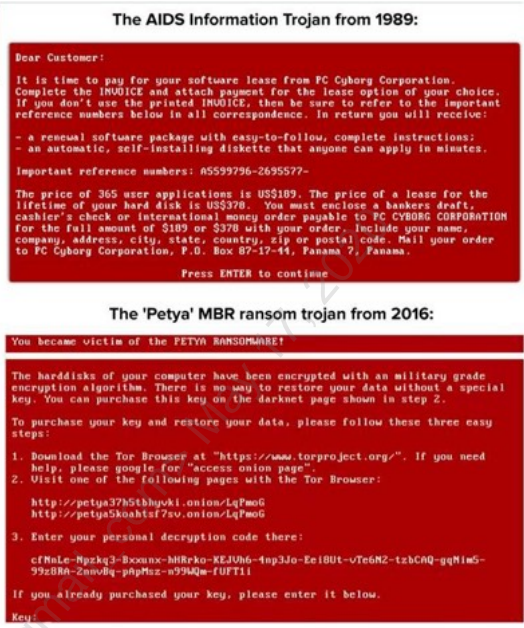 The AIDS Information Trojan from 1989:
Dear Customer:
It is time to pay for your software lease from PC Cyborg Corporation.
Complete the INVOICE and attach payment for the lease option of your choice.
If you don't use the printed INVOICE, then be sure to refer to the important
reference numbers below in all correspondence. In return you will receive:
- a renewal software package with easy-to-follow, complete instructions;
- an automatic, self-installing diskette that anyone can apply in minutes.
Important reference numbers: A5599796-2695577-
The price of 365 user applications is US$189. The price of a lease for the
lifetime of your hard disk is US$378. You must enclose a bankers draft,
cashier's check or international money order payable to PC CYBORG CORPORATION
for the full amount of $189 or $378 with your order. Include your name,
company, address, city, state, country, zip or postal code. Mail your order
to PC Cyborg Corporation, P.O. Box 87-17-44, Panama 7, Panama.
Press ENTER to continue
The 'Petya' MBR ransom trojan from 2016:
You became victim of the PETYA RANSOMWARE!
The harddisks of your computer have been encrypted with an military grade
encryption algorithm. There is no way to restore your data without a special
key. You can purchase this key on the darknet page shown in step 2.
To purchase your key and restore your data, please follow these three easy
steps:
1. Download the Tor Browser at "https://www.torproject.org/". If you need
help, please google for "access onion page".
2. Visit one of the following pages with the Tor Browser:
http://petya37h5tbhyvki.onion/LqPmoG
http://petya5koahtsf7sv.onion/LqPmoG
3. Enter your personal decryption code there:
If you already purchased your key, please enter it below.
Key: